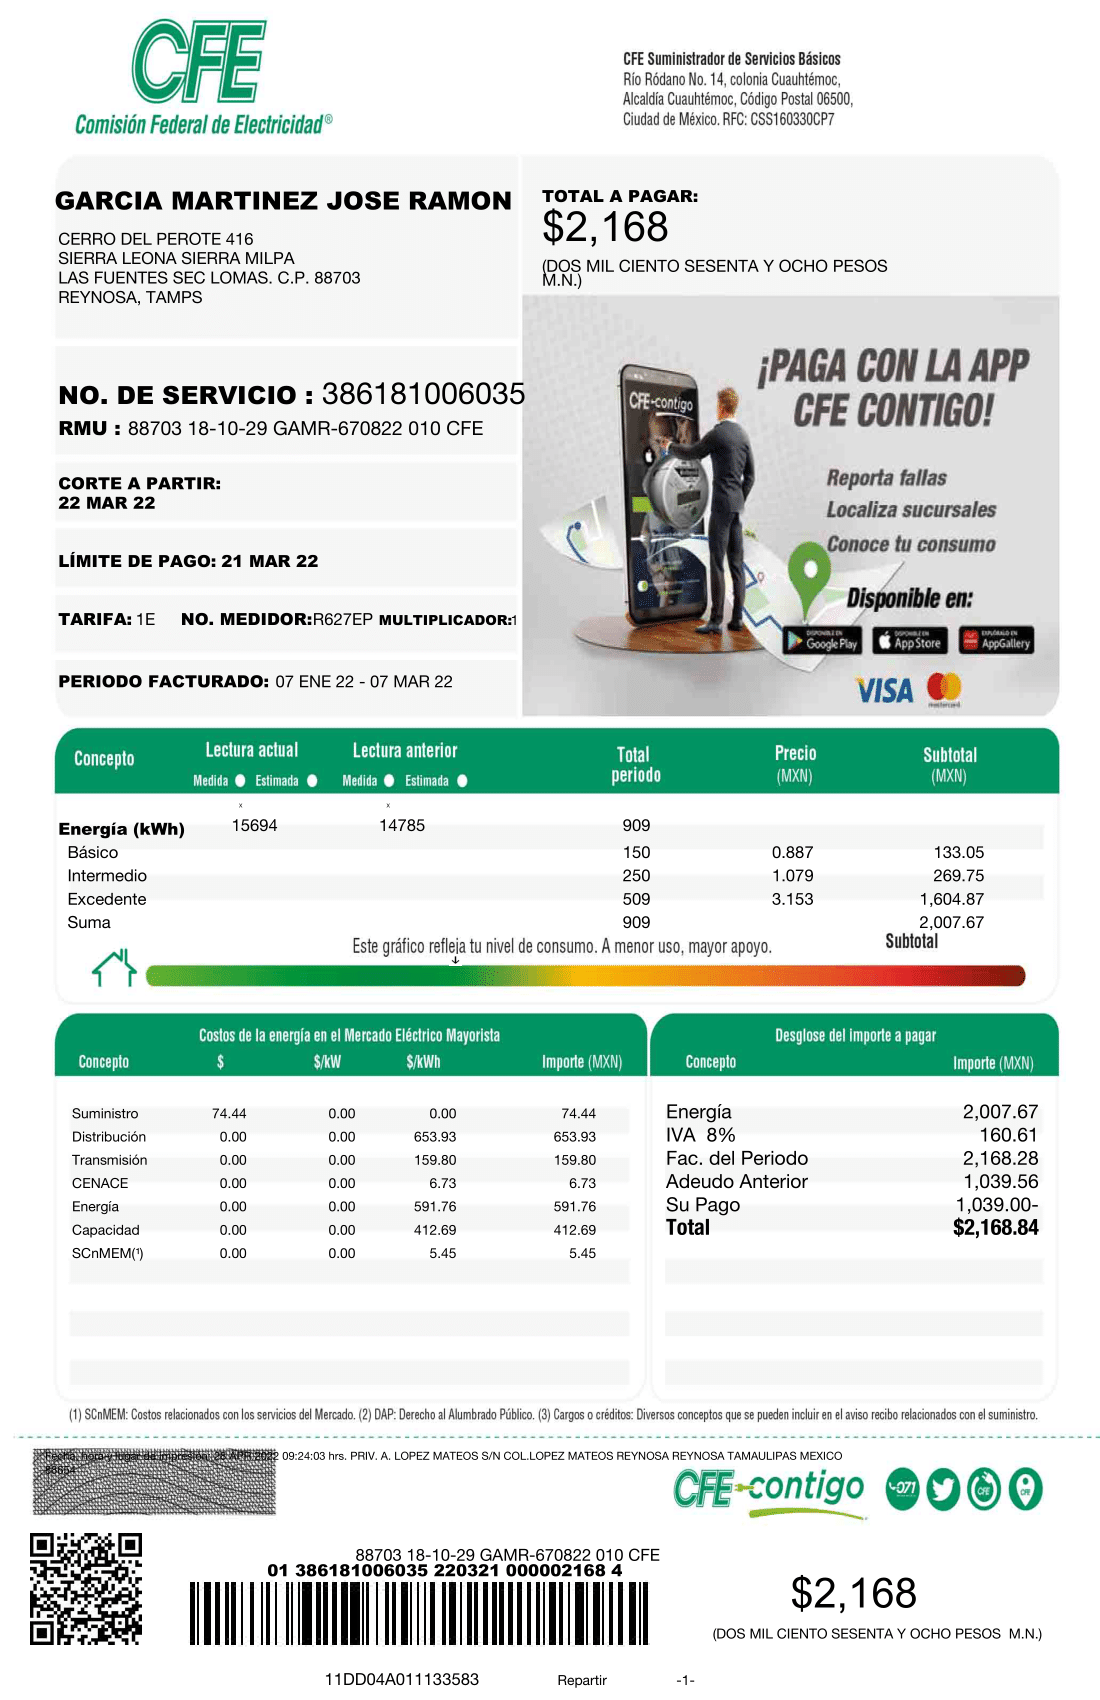 CFE
Comisión Federal de Electricidad®
CFE Suministrador de Servicios Básicos
Río Ródano No. 14, colonia Cuauhtémoc,
Alcaldía Cuauhtémoc, Código Postal 06500,
Ciudad de México. RFC: CSS160330CP7
GARCIA MARTINEZ JOSE RAMON
CERRO DEL PEROTE 416
SIERRA LEONA SIERRA MILPA
LAS FUENTES SEC LOMAS. C.P. 88703
REYNOSA, TAMPS
TOTAL A PAGAR:
$2,168
(DOS MIL CIENTO SESENTA Y OCHO PESOS
M.N.)
NO. DE SERVICIO : 386181006035
RMU : 88703 18-10-29 GAMR-670822 010 CFE
CORTE A PARTIR:
22 MAR 22
LÍMITE DE PAGO: 21 MAR 22
TARIFA: 1E NO. MEDIDOR:R627EP MULTIPLICADOR:1
PERIODO FACTURADO: 07 ENE 22 - 07 MAR 22
CFE contigo
¡PAGA CON LA APP
CFE CONTIGO!
Reporta fallas
Localiza sucursales
Conoce tu consumo
Disponible en:
DISPONIBLE EN Google Play
DISPONIBLE EN App Store
EXPLÓRALO EN AppGallery
VISA mastercard
Concepto Lectura actual Lectura anterior Total periodo Precio (MXN) Subtotal (MXN)
Medida Estimada Medida Estimada
x x
Energía (kWh) 15694 14785 909
Básico 150 0.887 133.05
Intermedio 250 1.079 269.75
Excedente 509 3.153 1,604.87
Suma 909 2,007.67
Este gráfico refleja tu nivel de consumo. A menor uso, mayor apoyo. Subtotal
Costos de la energía en el Mercado Eléctrico Mayorista
Concepto $ $/kW $/kWh Importe (MXN)
Suministro 74.44 0.00 0.00 74.44
Distribución 0.00 0.00 653.93 653.93
Transmisión 0.00 0.00 159.80 159.80
CENACE 0.00 0.00 6.73 6.73
Energía 0.00 0.00 591.76 591.76
Capacidad 0.00 0.00 412.69 412.69
SCnMEM(¹) 0.00 0.00 5.45 5.45
Desglose del importe a pagar
Concepto Importe (MXN)
Energía 2,007.67
IVA 8% 160.61
Fac. del Periodo 2,168.28
Adeudo Anterior 1,039.56
Su Pago 1,039.00-
Total $2,168.84
(1) SCnMEM: Costos relacionados con los servicios del Mercado. (2) DAP: Derecho al Alumbrado Público. (3) Cargos o créditos: Diversos conceptos que se pueden incluir en el aviso recibo relacionados con el suministro.
Fecha, hora y lugar de impresión: 26 APR 2022 09:24:03 hrs. PRIV. A. LOPEZ MATEOS S/N COL.LOPEZ MATEOS REYNOSA REYNOSA TAMAULIPAS MEXICO
CFE contigo
071
CFE
CFE
88703 18-10-29 GAMR-670822 010 CFE
01 386181006035 220321 000002168 4
$2,168
(DOS MIL CIENTO SESENTA Y OCHO PESOS M.N.)
11DD04A011133583 Repartir -1-